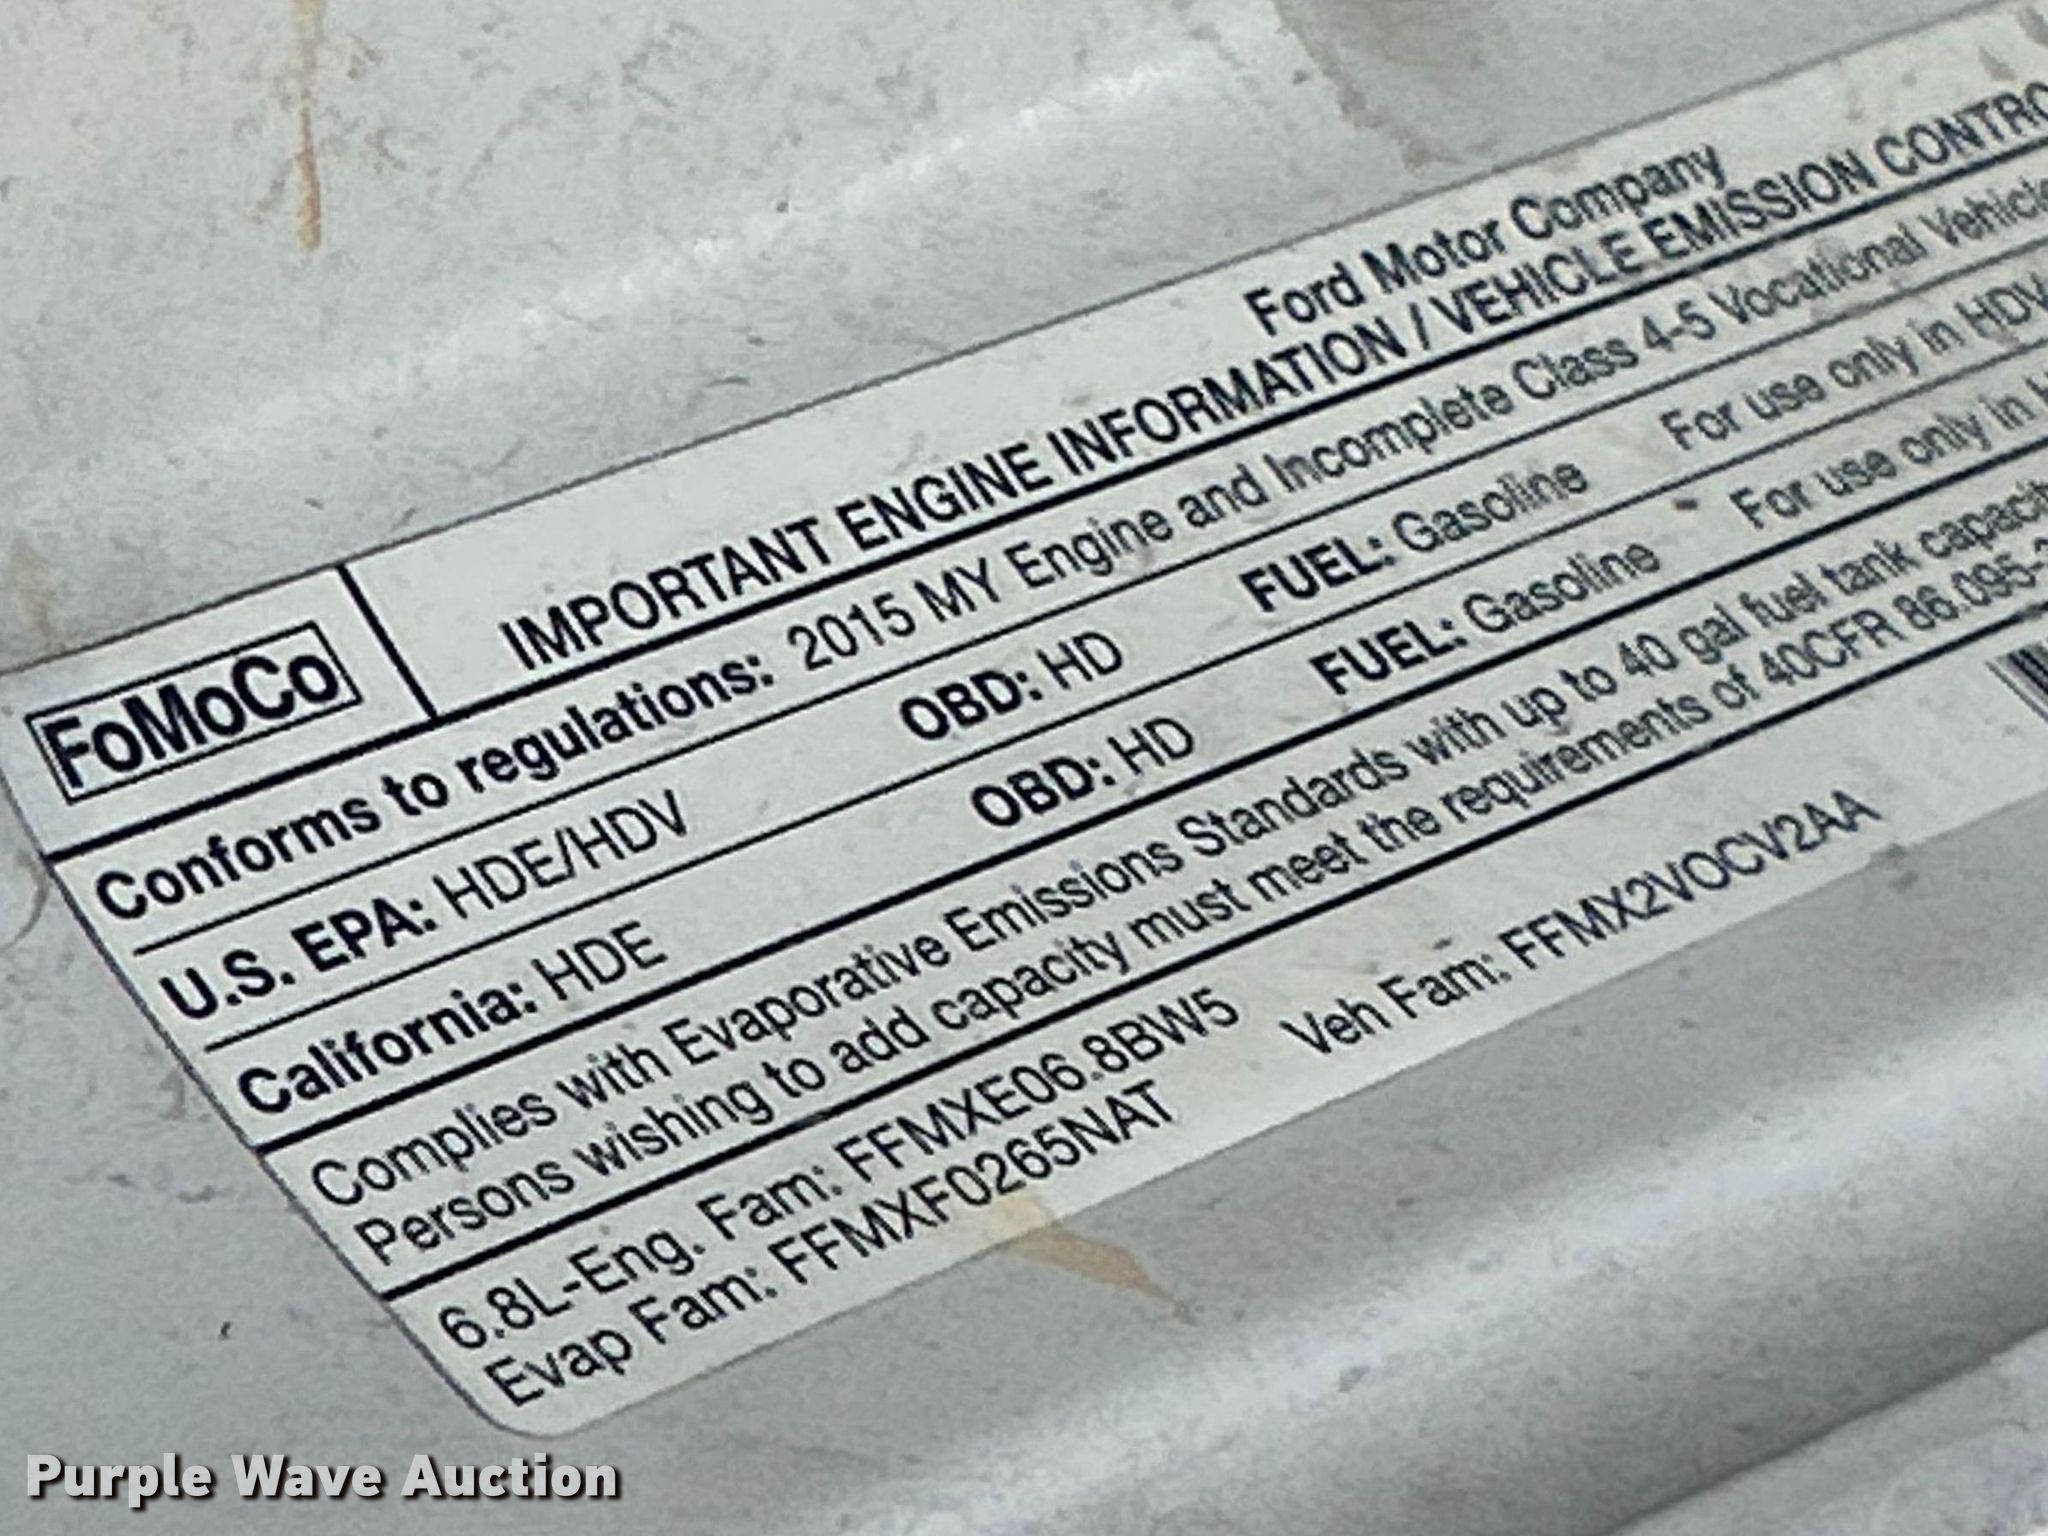 FoMoCo
Ford Motor Company
IMPORTANT ENGINE INFORMATION / VEHICLE EMISSION CONTRO
Conforms to regulations: 2015 MY Engine and Incomplete Class 4-5 Vocational Vehicle
U.S. EPA: HDE/HDV OBD: HD FUEL: Gasoline For use only in HDV
California: HDE OBD: HD FUEL: Gasoline For use only in H
Complies with Evaporative Emissions Standards with up to 40 gal fuel tank capacit
Persons wishing to add capacity must meet the requirements of 40CFR 86.095-3
6.8L-Eng. Fam: FFMXE06.8BW5 Veh Fam: FFMX2VOCV2AA
Evap Fam: FFMXF0265NAT
Purple Wave Auction